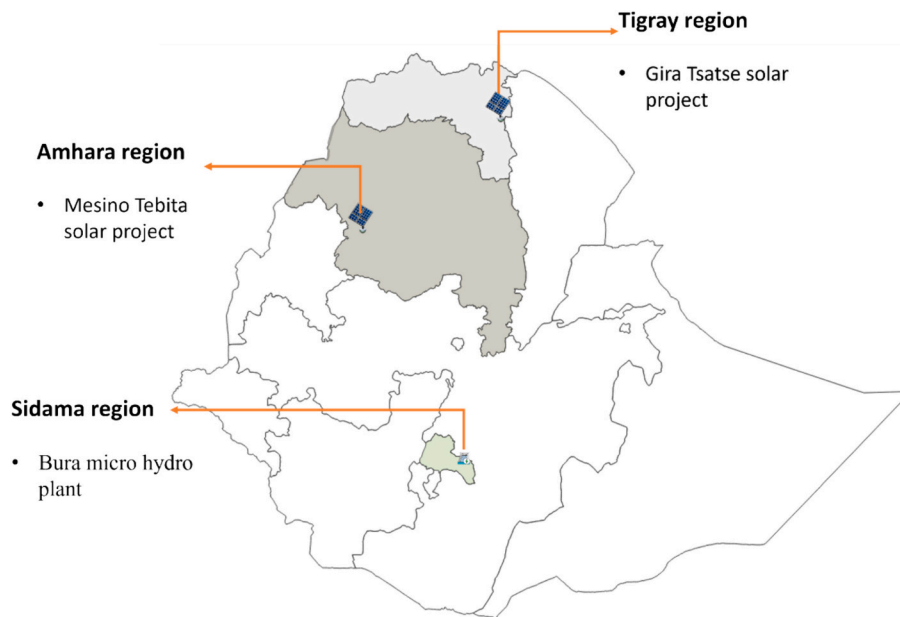 Tigray region
• Gira Tsatse solar
project
Amhara region
• Mesino Tebita
solar project
Sidama region
• Bura micro hydro
plant